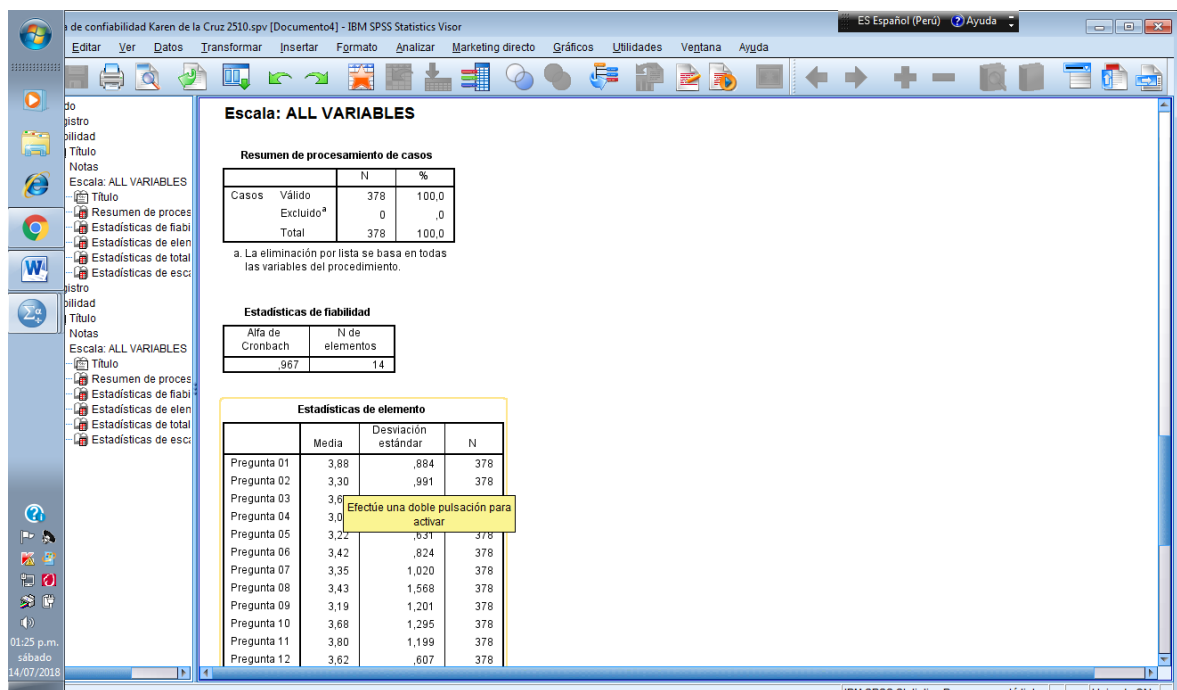 a de confiabilidad Karen de la Cruz 2510.spv [Documento4] - IBM SPSS Statistics Visor
ES Español (Perú) Ayuda
Editar Ver Datos Transformar Insertar Formato Analizar Marketing directo Gráficos Utilidades Ventana Ayuda
do
gistro
bilidad
Título
Notas
Escala: ALL VARIABLES
Título
Resumen de proces
Estadísticas de fiabi
Estadísticas de elen
Estadísticas de total
Estadísticas de esca
gistro
bilidad
Título
Notas
Escala: ALL VARIABLES
Título
Resumen de proces
Estadísticas de fiabi
Estadísticas de elen
Estadísticas de total
Estadísticas de esca
01:25 p.m.
sábado
14/07/2018
Escala: ALL VARIABLES
Resumen de procesamiento de casos
N %
Casos Válido 378 100,0
Excluido a 0 ,0
Total 378 100,0
a. La eliminación por lista se basa en todas
las variables del procedimiento.
Estadísticas de fiabilidad
Alfa de N de
Cronbach elementos
,967 14
Estadísticas de elemento
Desviación
Media estándar N
Pregunta 01 3,88 ,884 378
Pregunta 02 3,30 ,991 378
Pregunta 03 3,6
Pregunta 04 3,0
Efectúe una doble pulsación para
activar
Pregunta 05 3,22 ,631 378
Pregunta 06 3,42 ,824 378
Pregunta 07 3,35 1,020 378
Pregunta 08 3,43 1,568 378
Pregunta 09 3,19 1,201 378
Pregunta 10 3,68 1,295 378
Pregunta 11 3,80 1,199 378
Pregunta 12 3,62 ,607 378